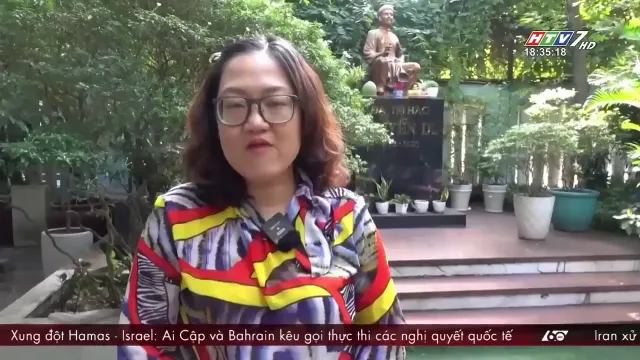 HTV7 HD
18:35:18
Xung đột Hamas - Israel: Ai Cập và Bahrain kêu gọi thực thi các nghị quyết quốc tế
60
Iran xử